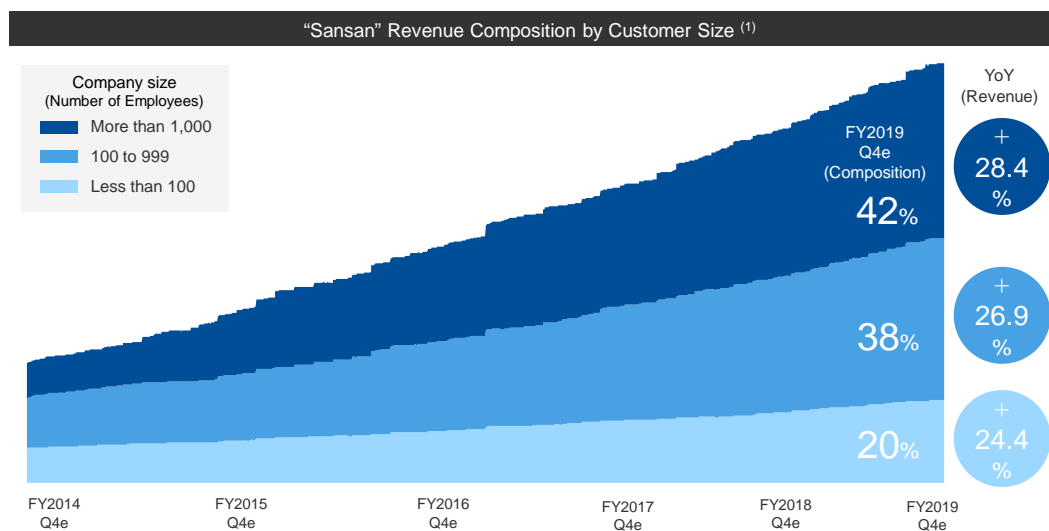 “Sansan” Revenue Composition by Customer Size (1)
Company size
(Number of Employees)
More than 1,000
100 to 999
Less than 100
YoY
(Revenue)
+
28.4
%
FY2019
Q4e
(Composition)
42%
+
26.9
%
38%
+
24.4
%
20%
FY2014
Q4e
FY2015
Q4e
FY2016
Q4e
FY2017
Q4e
FY2018
Q4e
FY2019
Q4e